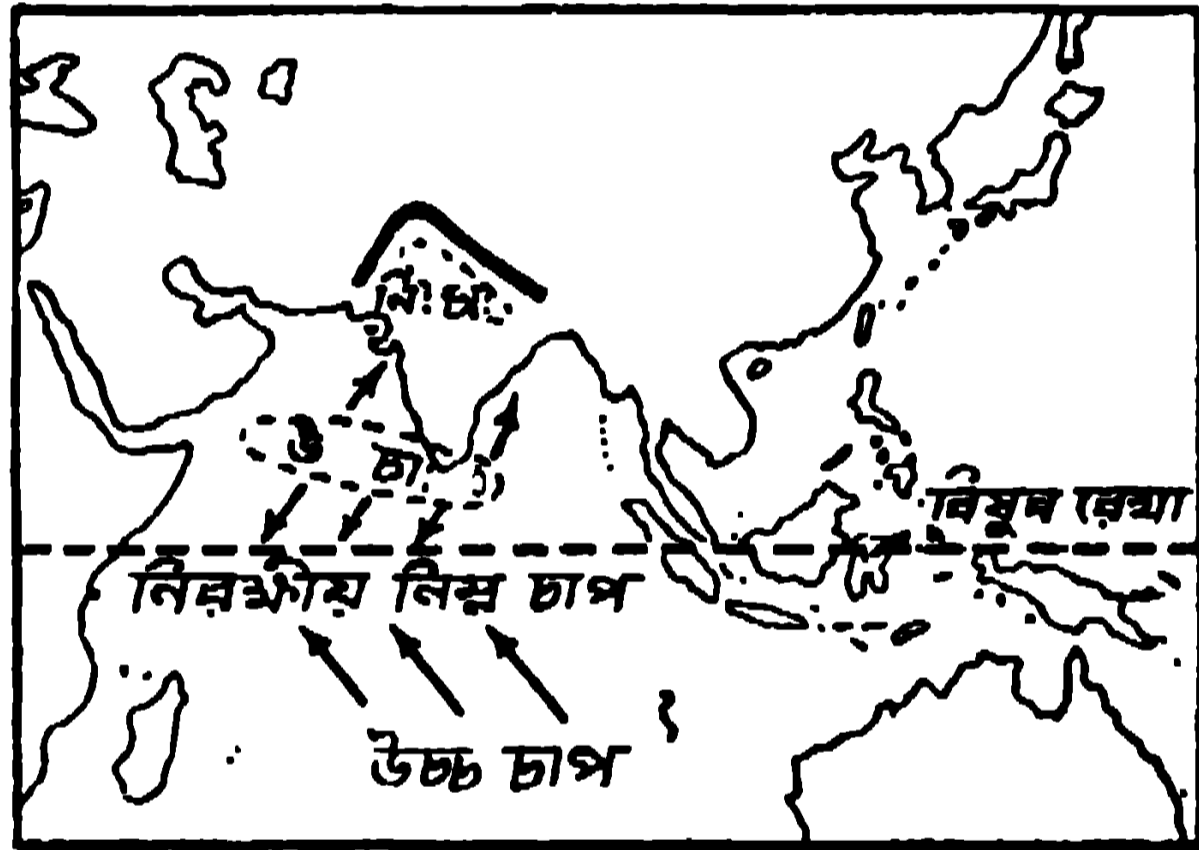 নিঃ চাঃ
উ চা
বিষুব রেখা
নিরক্ষীয় নিম্ন চাপ
উচ্চ চাপ